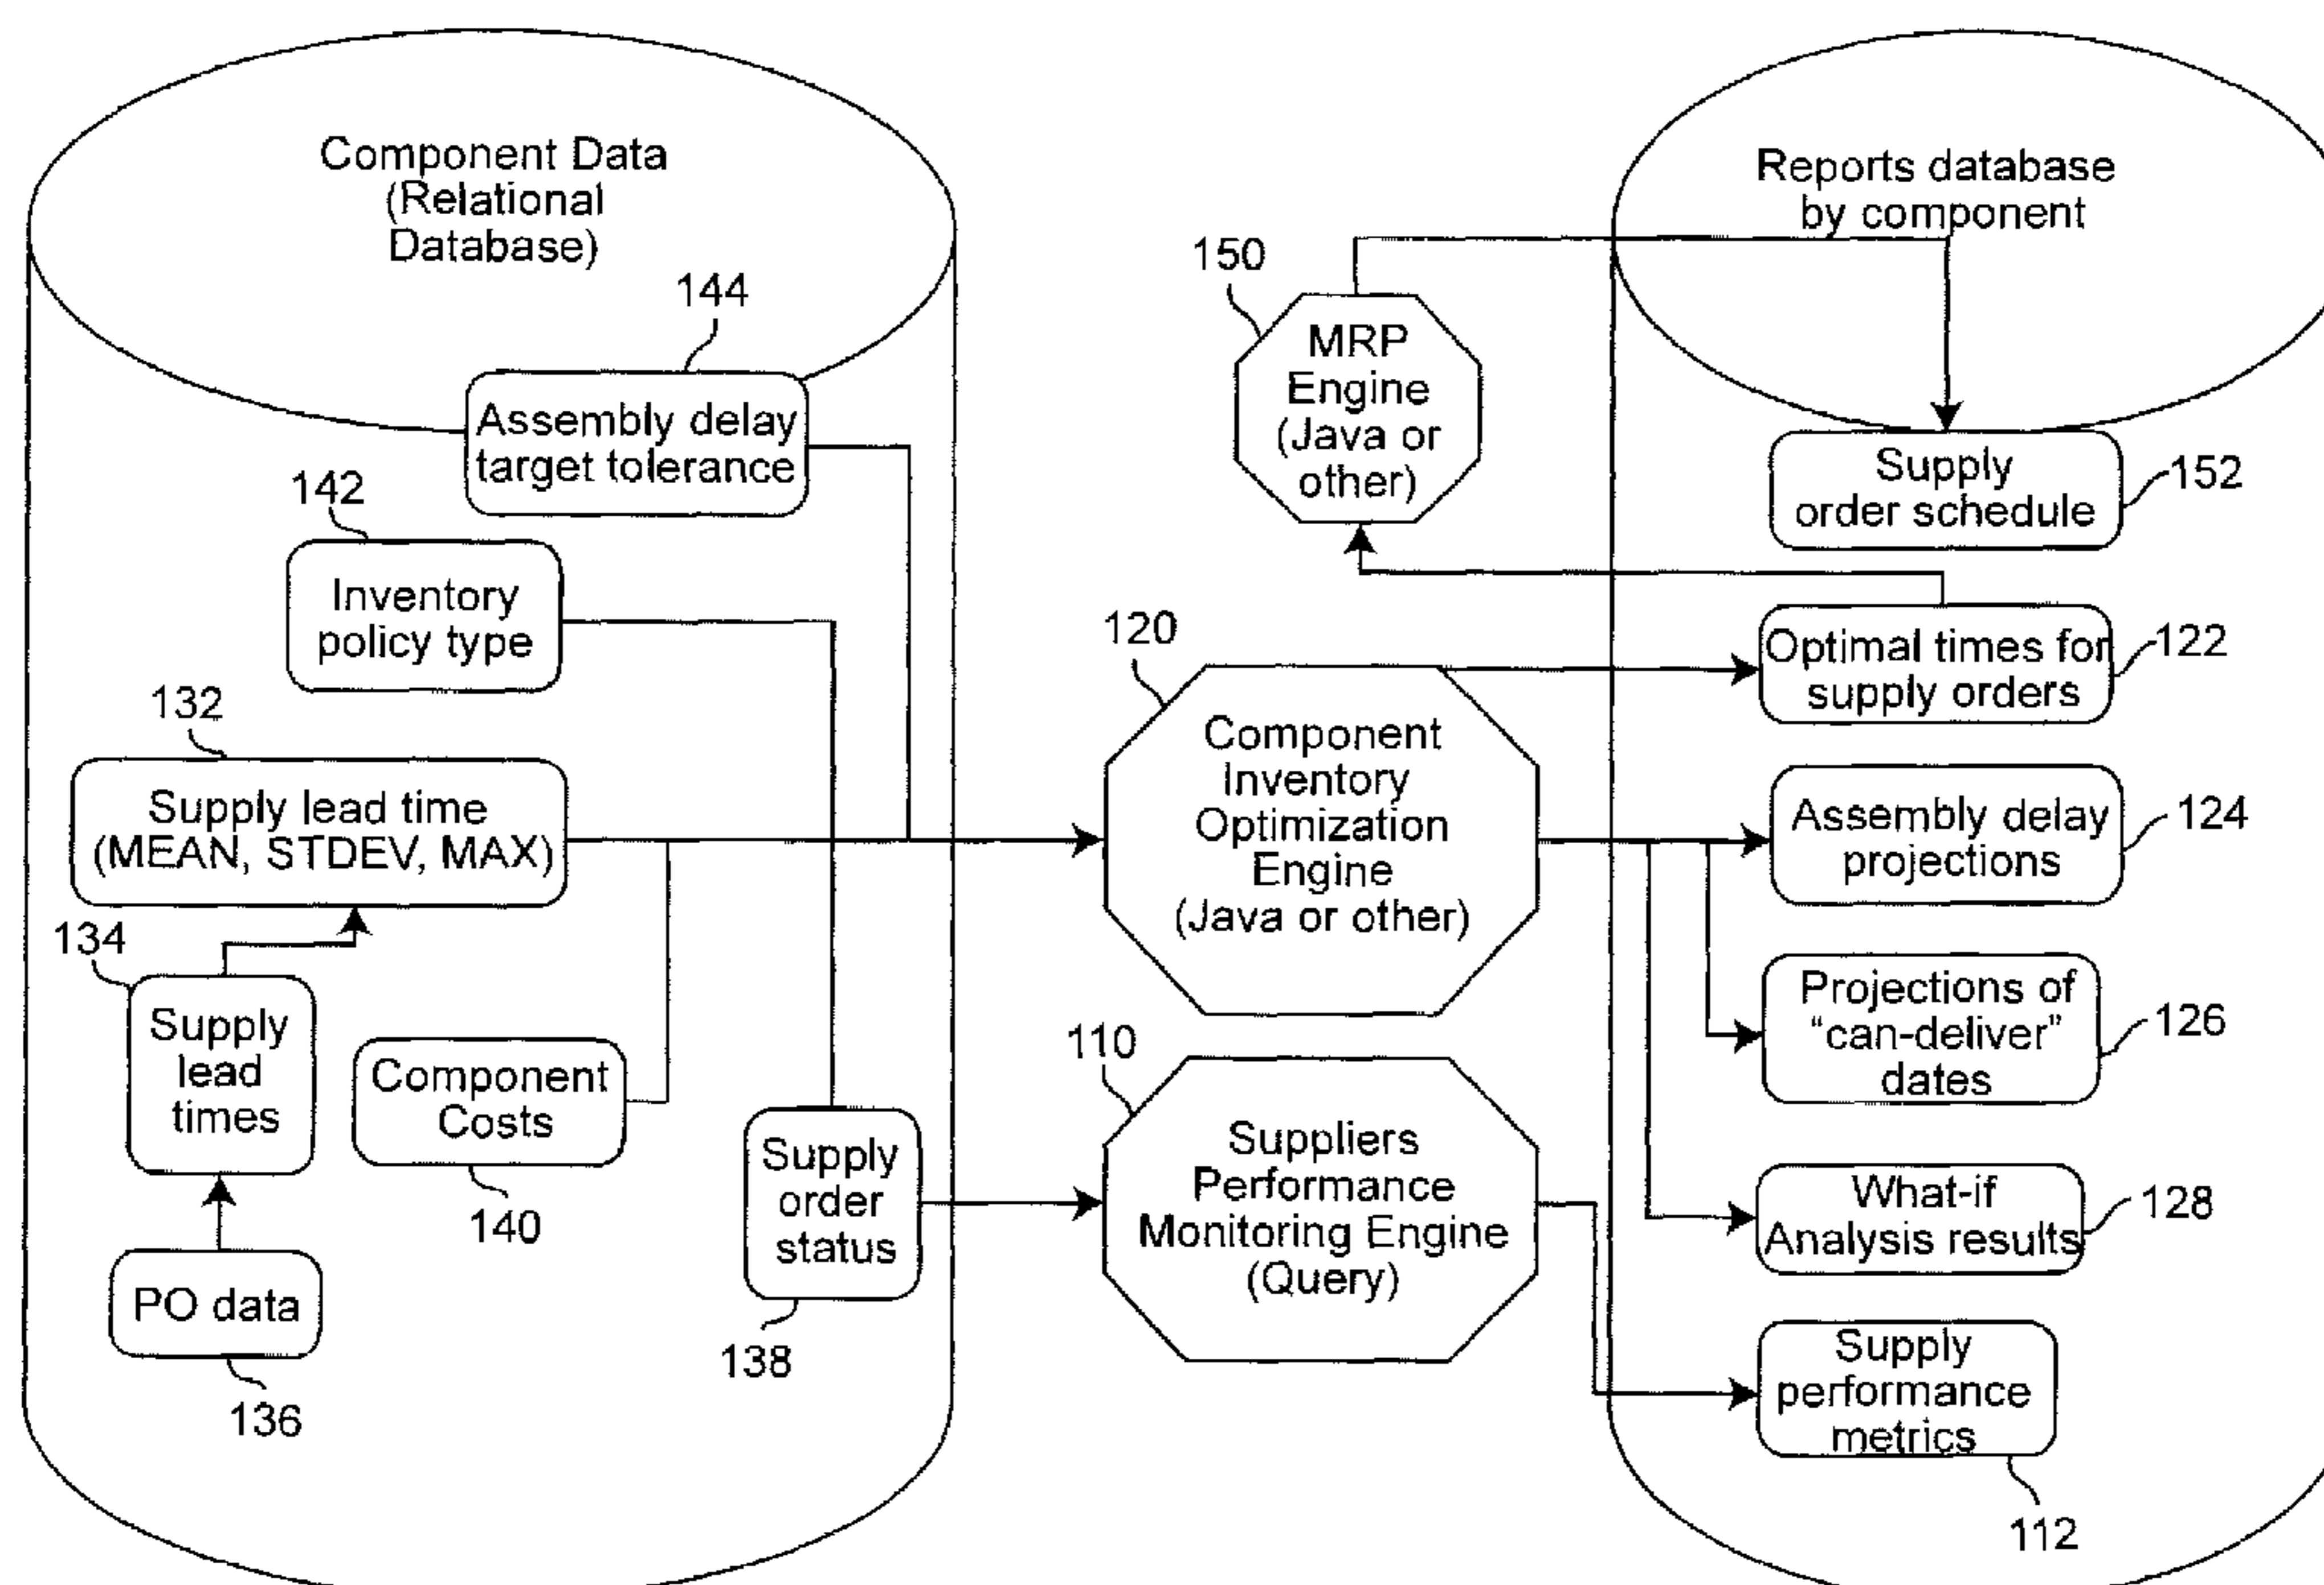 Component Data
(Relational
Database)
144
Assembly delay
target tolerance
142
Inventory
policy type
132
Supply lead time
(MEAN, STDEV, MAX)
134
Supply
lead
times
Component
Costs
140
PO data
136
Supply
order
status
138
150
MRP
Engine
(Java or
other)
120
Component
Inventory
Optimization
Engine
(Java or other)
110
Suppliers
Performance
Monitoring Engine
(Query)
Reports database
by component
Supply
order schedule
152
Optimal times for
supply orders
122
Assembly delay
projections
124
Projections of
“can-deliver”
dates
126
What-if
Analysis results
128
Supply
performance
metrics
112